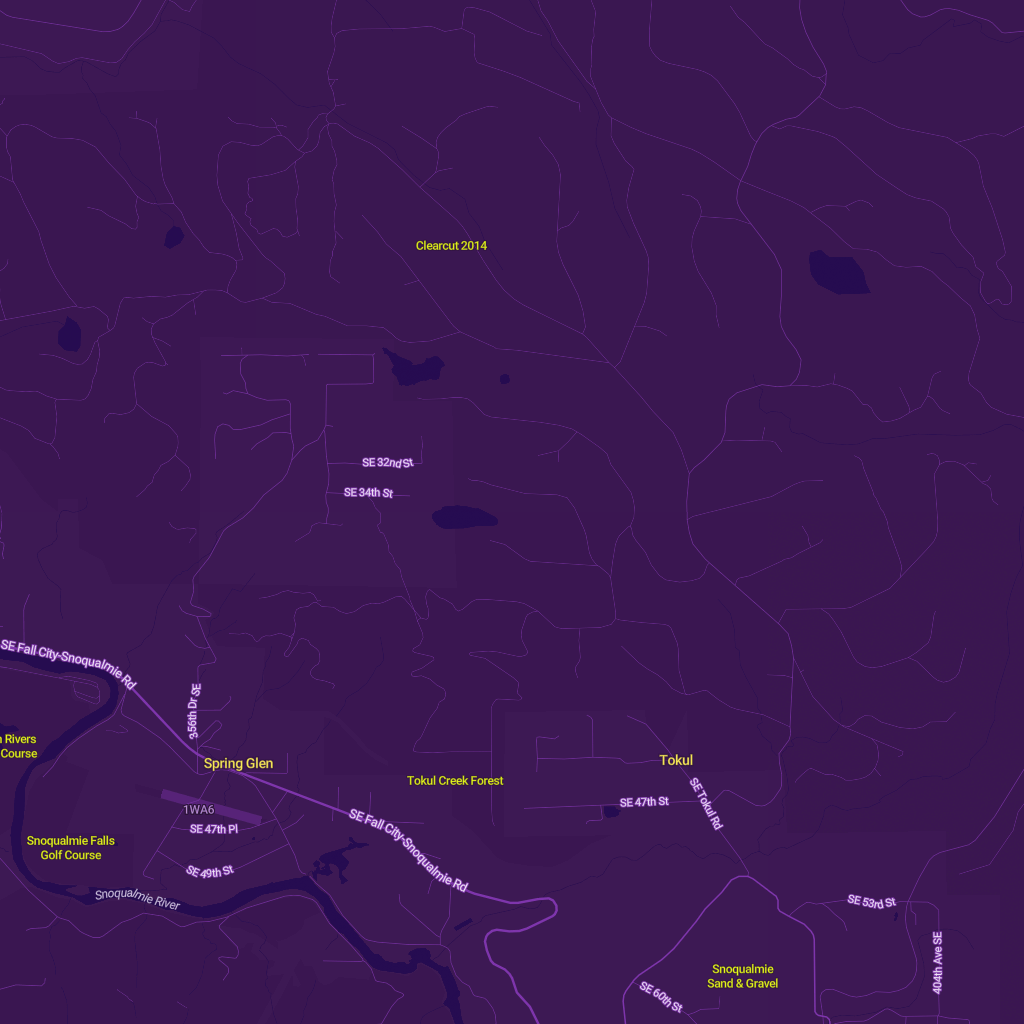 Clearcut 2014
SE 32nd St
SE 34th St
SE Fall City-Snoqualmie Rd
356th Dr SE
Rivers
Course
Spring Glen
Tokul
Tokul Creek Forest
SE 47th St
SE Tokul Rd
1WA6
SE 47th Pl
SE Fall City-Snoqualmie Rd
Snoqualmie Falls
Golf Course
SE 49th St
Snoqualmie River
SE 53rd St
404th Ave SE
Snoqualmie
Sand & Gravel
SE 60th St